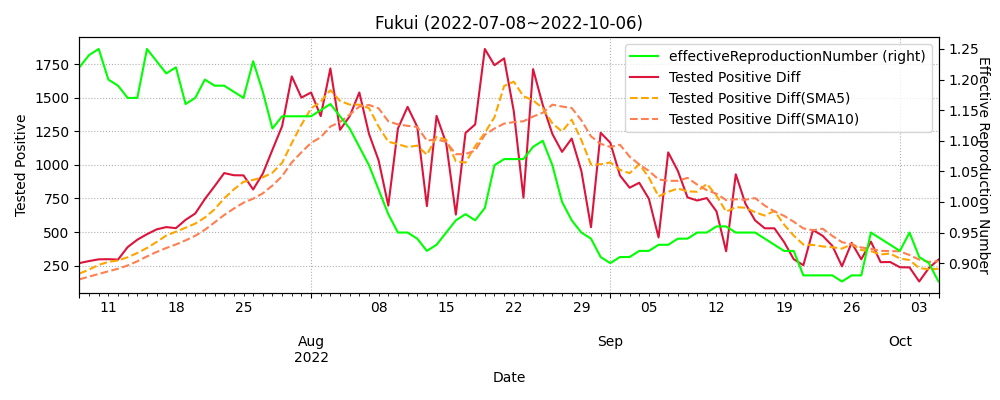 Fukui (2022-07-08~2022-10-06)
effectiveReproductionNumber (right)
Tested Positive Diff
Tested Positive Diff(SMA5)
Tested Positive Diff(SMA10)
Tested Positive
1750
1500
1250
1000
750
500
250
1.25
1.20
1.15
1.10
1.05
1.00
0.95
0.90
Effective Reproduction Number
11 18 25 08 15 22 29 05 12 19 26 03
Aug Sep Oct
2022
Date